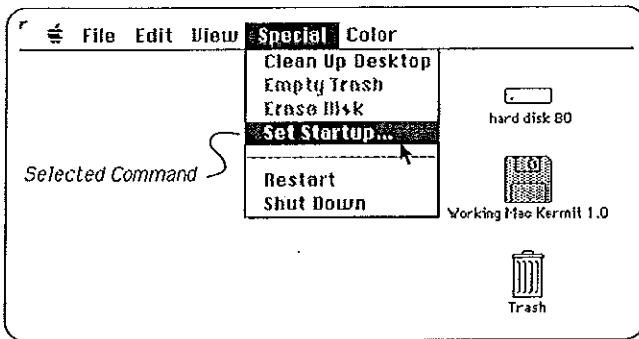 File Edit View Special Color
Clean Up Desktop
Empty Trash
Erase Disk
Set Startup...
Restart
Shut Down
Selected Command
hard disk 80
Working Mac Kermit 1.0
Trash